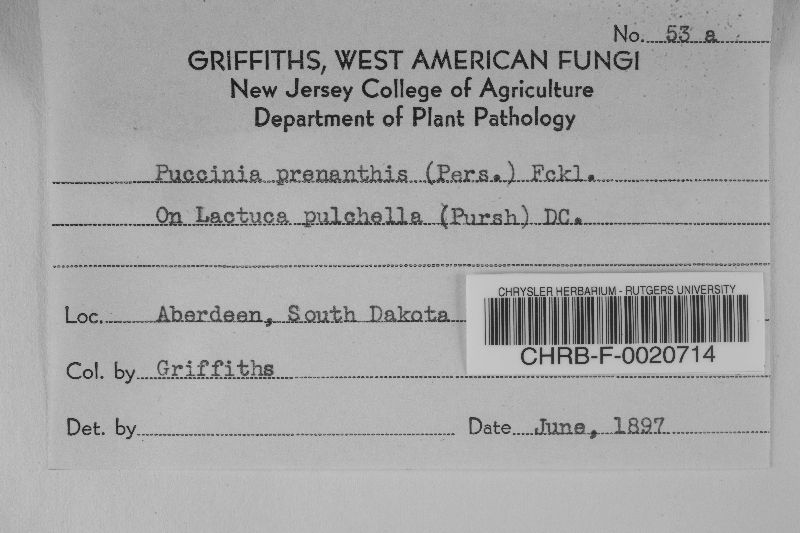 No. 53 a
GRIFFITHS, WEST AMERICAN FUNGI
New Jersey College of Agriculture
Department of Plant Pathology
Puccinia prenanthis (Pers.) Fckl.
On Lactuca pulchella (Pursh) DC.
Loc. Aberdeen, South Dakota
CHRYSLER HERBARIUM - RUTGERS UNIVERSITY
CHRB-F-0020714
Col. by Griffiths
Det. by
Date June, 1897